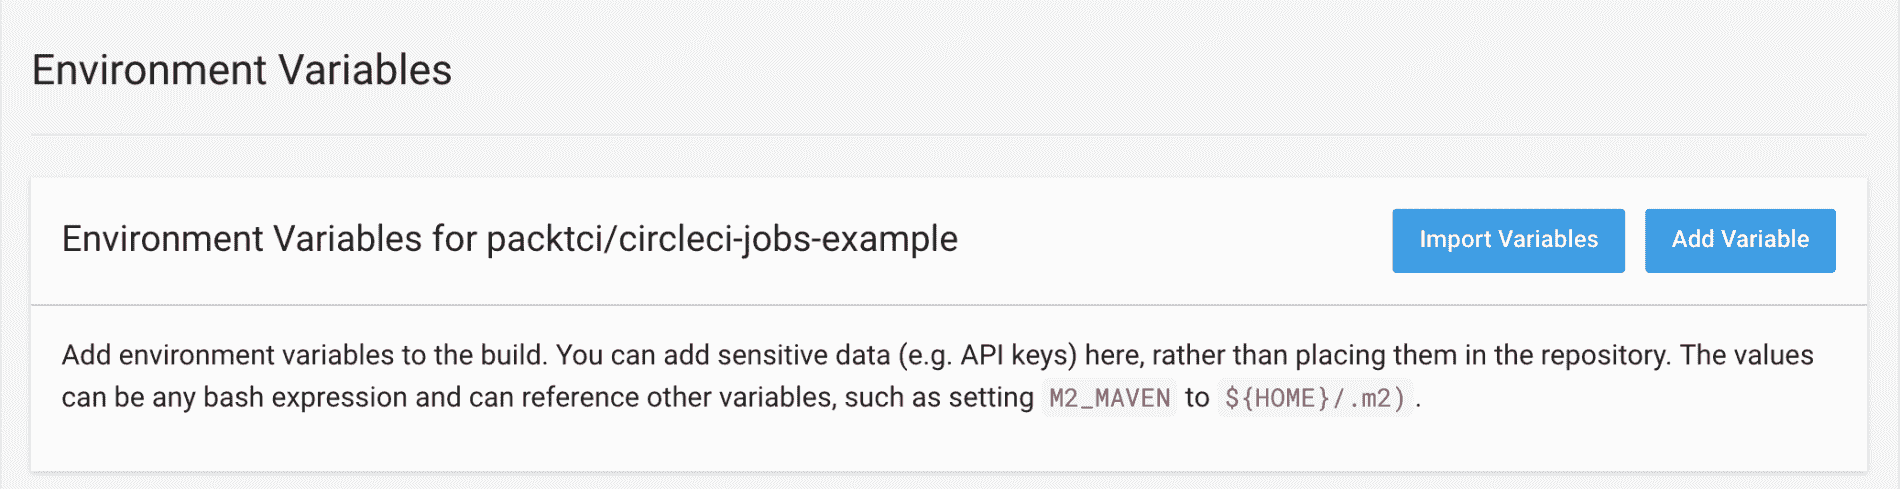 Environment Variables
Environment Variables for packtci/circleci-jobs-example
Import Variables
Add Variable
Add environment variables to the build. You can add sensitive data (e.g. API keys) here, rather than placing them in the repository. The values
can be any bash expression and can reference other variables, such as setting M2_MAVEN to ${HOME}/.m2).